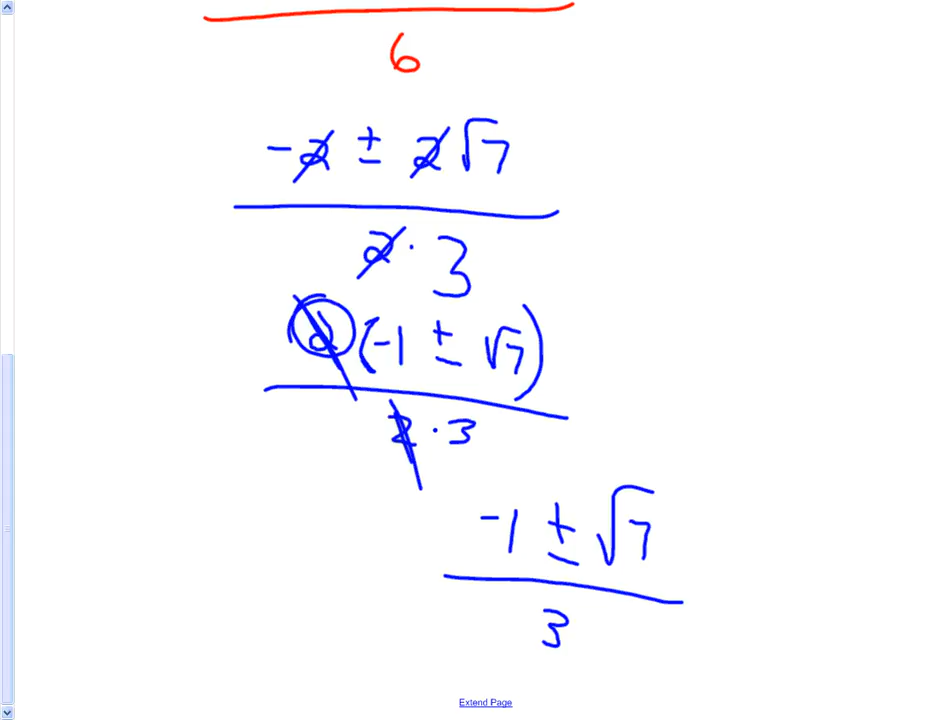 6
-2 ± 2√7
2 · 3
2 (-1 ± √7)
2 · 3
-1 ± √7
3
Extend Page